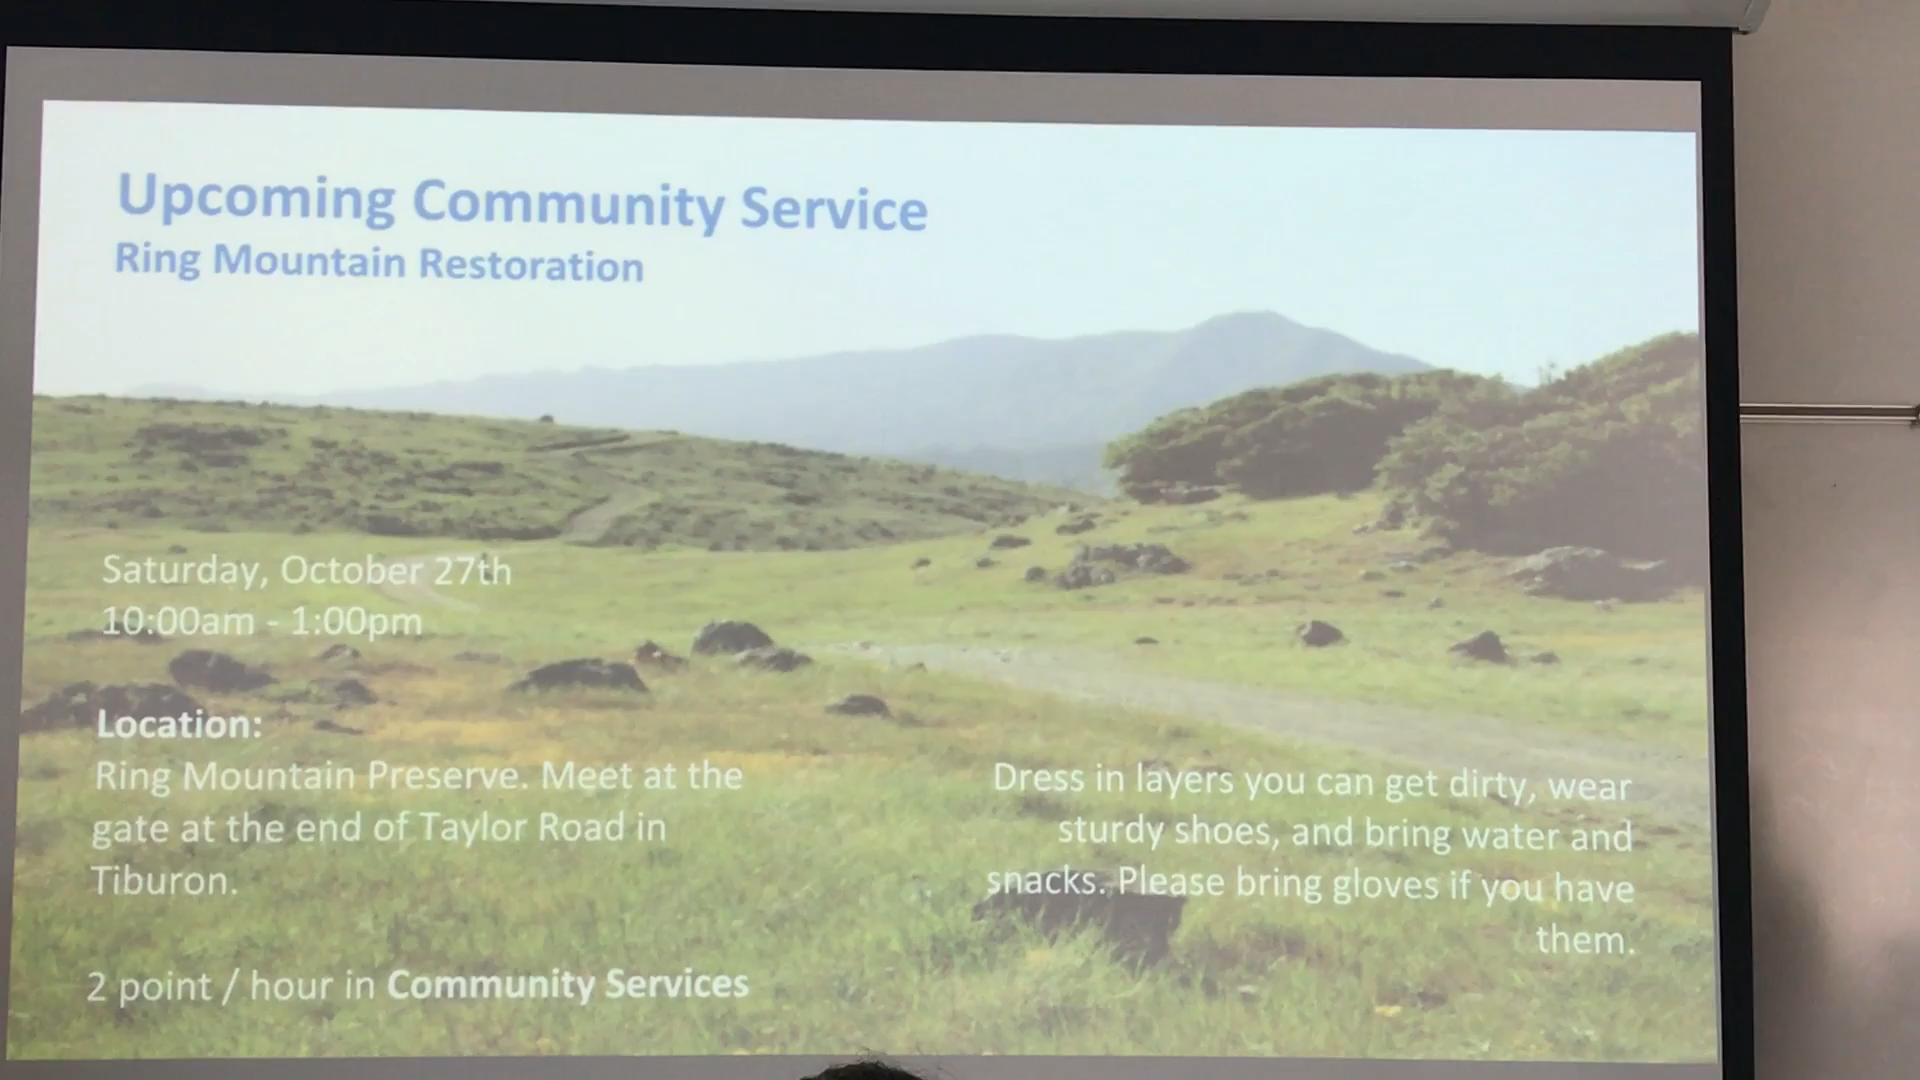 Upcoming Community Service
Ring Mountain Restoration
Saturday, October 27th
10:00am - 1:00pm
Location:
Ring Mountain Preserve. Meet at the
gate at the end of Taylor Road in
Tiburon.
2 point / hour in Community Services
Dress in layers you can get dirty, wear
sturdy shoes, and bring water and
snacks. Please bring gloves if you have
them.